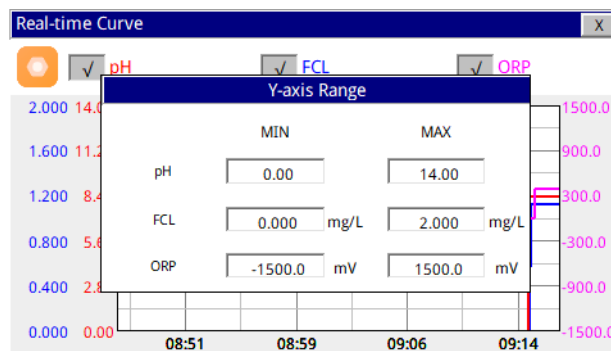 Real-time Curve X
√ pH √ FCL √ ORP
Y-axis Range
MIN MAX
pH 0.00 14.00
FCL 0.000 mg/L 2.000 mg/L
ORP -1500.0 mV 1500.0 mV
2.000 14.0 1500.0
1.600 11.2 900.0
1.200 8.4 300.0
0.800 5.6 -300.0
0.400 2.8 -900.0
0.000 0.00 -1500.0
08:51 08:59 09:06 09:14